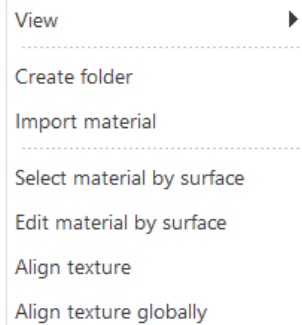 View
Create folder
Import material
Select material by surface
Edit material by surface
Align texture
Align texture globally